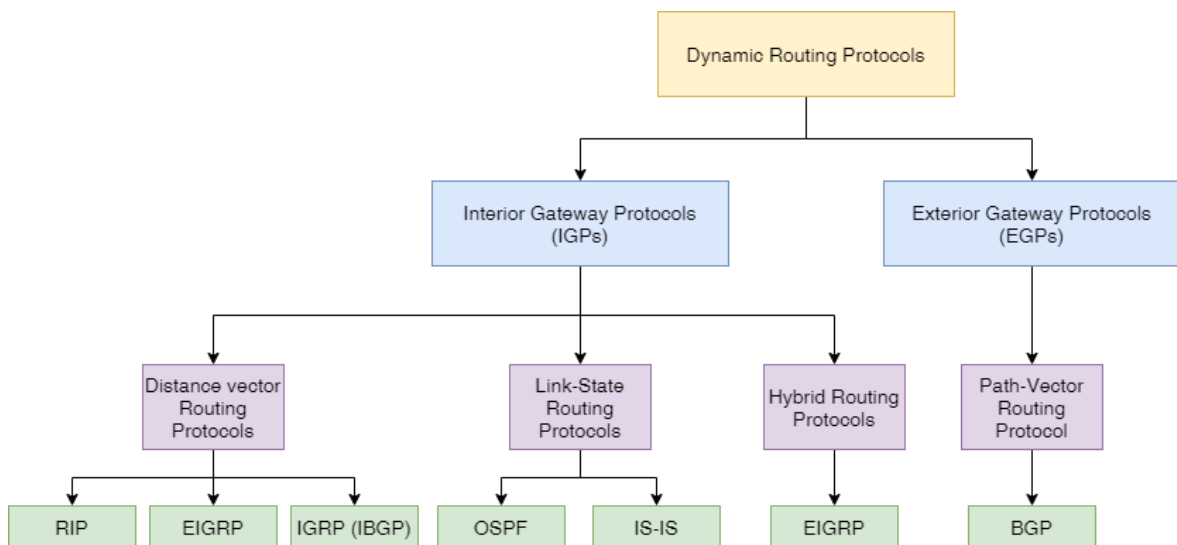 Dynamic Routing Protocols
Interior Gateway Protocols
(IGPs)
Exterior Gateway Protocols
(EGPs)
Distance vector
Routing
Protocols
Link-State
Routing
Protocols
Hybrid Routing
Protocols
Path-Vector
Routing
Protocol
RIP
EIGRP
IGRP (IBGP)
OSPF
IS-IS
EIGRP
BGP